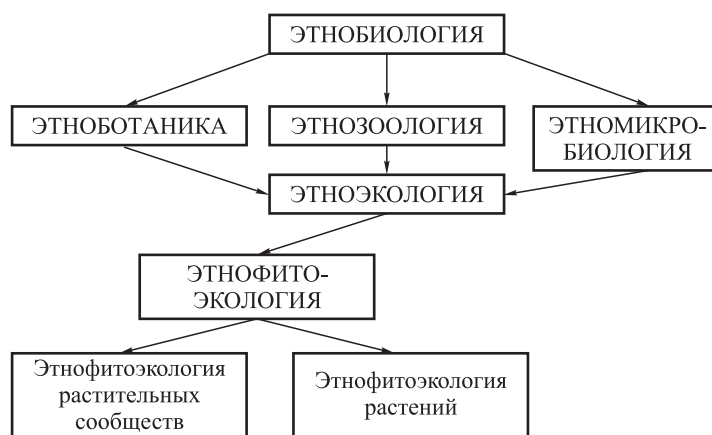 ЭТНОБИОЛОГИЯ
ЭТНОБОТАНИКА
ЭТНОЗООЛОГИЯ
ЭТНОМИКРО-
БИОЛОГИЯ
ЭТНОЭКОЛОГИЯ
ЭТНОФИТО-
ЭКОЛОГИЯ
Этнофитоэкология
растительных
сообществ
Этнофитоэкология
растений